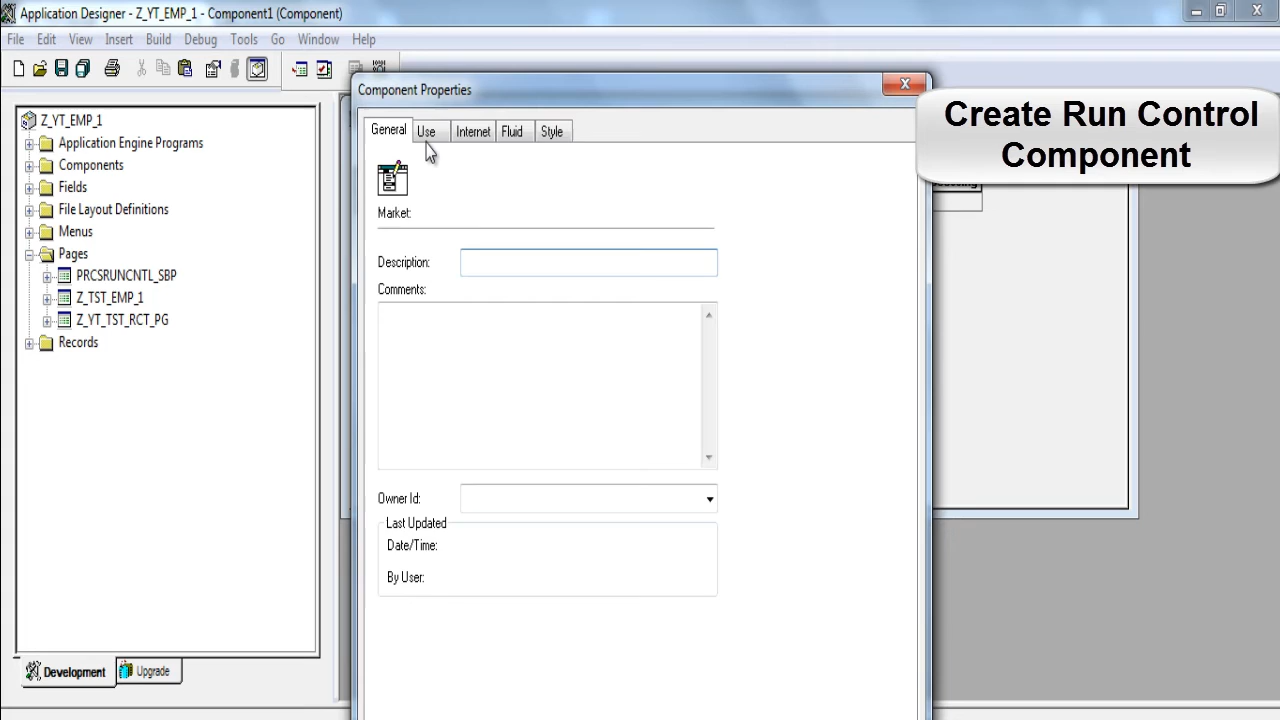 Application Designer - Z_YT_EMP_1 - Component1 (Component)
File Edit View Insert Build Debug Tools Go Window Help
Component Properties
Create Run Control
Component
Z_YT_EMP_1
Application Engine Programs
Components
Fields
File Layout Definitions
Menus
Pages
PRCSRUNCNTL_SBP
Z_TST_EMP_1
Z_YT_TST_RCT_PG
Records
General Use Internet Fluid Style
Market:
Description:
Comments:
Owner Id:
Last Updated
Date/Time:
By User:
Development Upgrade